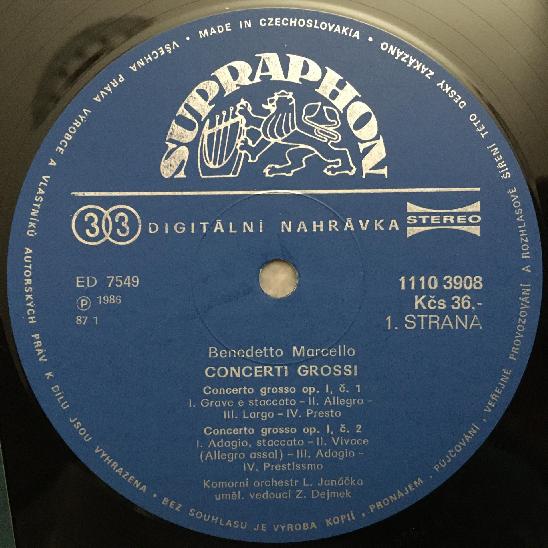 MADE IN CZECHOSLOVAKIA • VŠECHNA PRÁVA VÝROBCE A VLASTNÍKŮ AUTORSKÝCH PRÁV K DÍLU JSOU VYHRAZENA • BEZ SOUHLASU JE VÝROBA KOPIÍ, PRONÁJEM, PŮJČOVÁNÍ, VEŘEJNÉ PROVOZOVÁNÍ A ROZHLASOVÉ ŠÍŘENÍ TÉTO DESKY ZAKÁZÁNO •
SUPRAPHON
33 DIGITÁLNÍ NAHRÁVKA STEREO
ED 7549
Ⓟ 1986
87 1
1110 3908
Kčs 36.-
1. STRANA
Benedetto Marcello
CONCERTI GROSSI
Concerto grosso op. I, č. 1
I. Grave e staccato – II. Allegro –
III. Largo – IV. Presto
Concerto grosso op. I, č. 2
I. Adagio, staccato – II. Vivace
(Allegro assai) – III. Adagio –
IV. Prestissmo
Komorní orchestr L. Janáčka
uměl. vedoucí Z. Dejmek